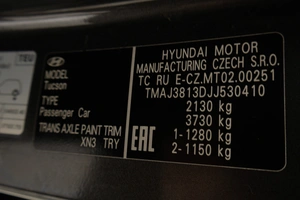 HYUNDAI MOTOR
MANUFACTURING CZECH S.R.O.
TC RU E-CZ.MT02.00251
TMAJ3813DJJ530410
2130 kg
3730 kg
1-1280 kg
2-1150 kg
MODEL
Tucson
TYPE
Passenger Car
TRANS AXLE PAINT TRIM
XN3 TRY
EAC